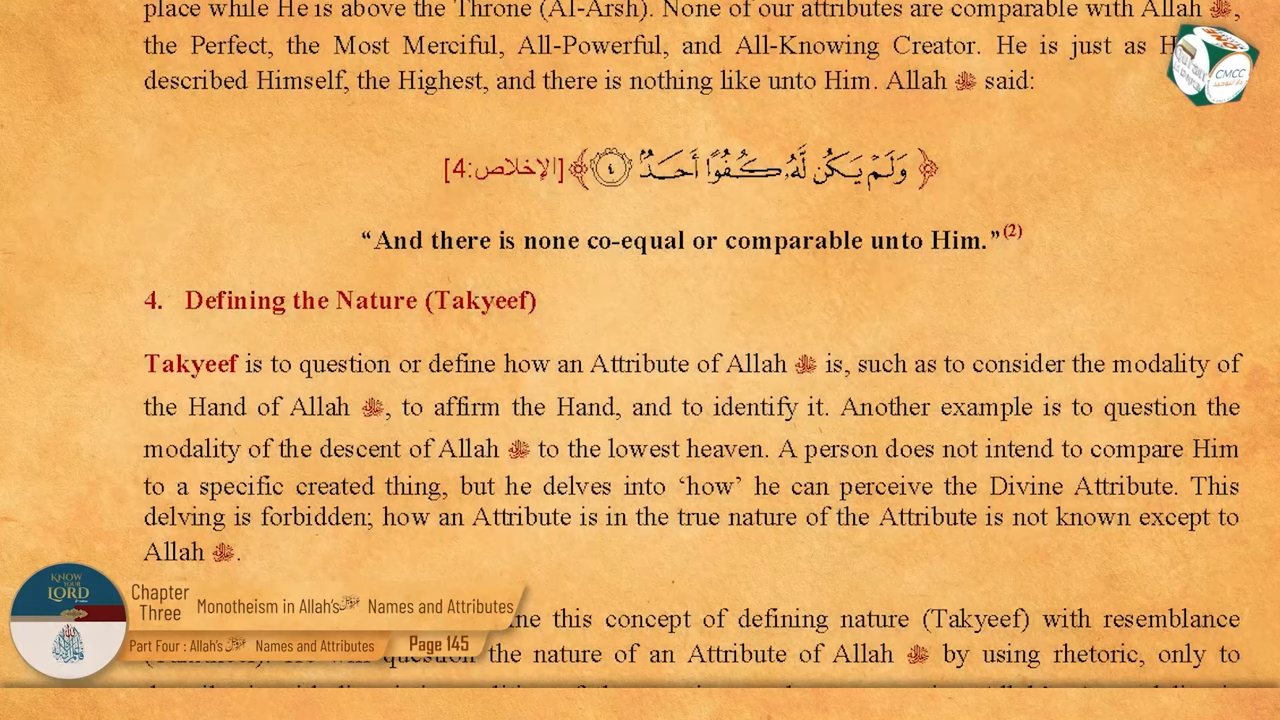 place while He is above the Throne (Al-Arsh). None of our attributes are comparable with Allah ﷻ,
the Perfect, the Most Merciful, All-Powerful, and All-Knowing Creator. He is just as H
described Himself, the Highest, and there is nothing like unto Him. Allah ﷻ said:
﴿وَلَمْ يَكُن لَّهُۥ كُفُوًا أَحَدٌۢ ٤﴾ [الإخلاص:4]
“And there is none co-equal or comparable unto Him.”(2)
4. Defining the Nature (Takyeef)
Takyeef is to question or define how an Attribute of Allah ﷻ is, such as to consider the modality of
the Hand of Allah ﷻ, to affirm the Hand, and to identify it. Another example is to question the
modality of the descent of Allah ﷻ to the lowest heaven. A person does not intend to compare Him
to a specific created thing, but he delves into ‘how’ he can perceive the Divine Attribute. This
delving is forbidden; how an Attribute is in the true nature of the Attribute is not known except to
Allah ﷻ.
this concept of defining nature (Takyeef) with resemblance
question the nature of an Attribute of Allah ﷻ by using rhetoric, only to
KNOW
YOUR
LORD
Chapter
Three
Monotheism in Allah’s ﷻ Names and Attributes
Part Four : Allah’s ﷻ Names and Attributes
Page 145
CMCC